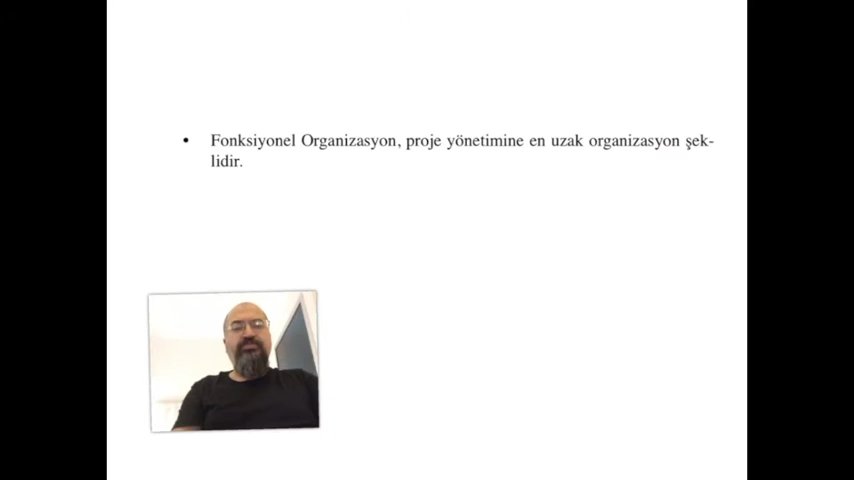 • Fonksiyonel Organizasyon, proje yönetimine en uzak organizasyon şek-
lidir.